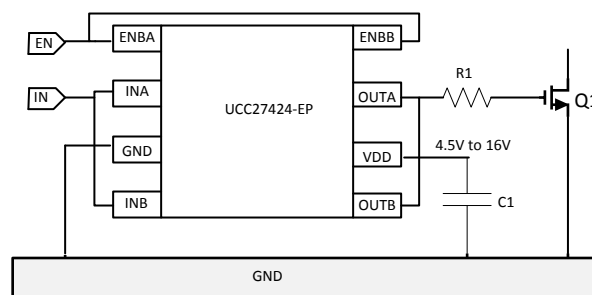 EN
ENBA
ENBB
IN
INA
UCC27424-EP
OUTA
R1
Q1
GND
VDD
4.5V to 16V
INB
OUTB
C1
GND